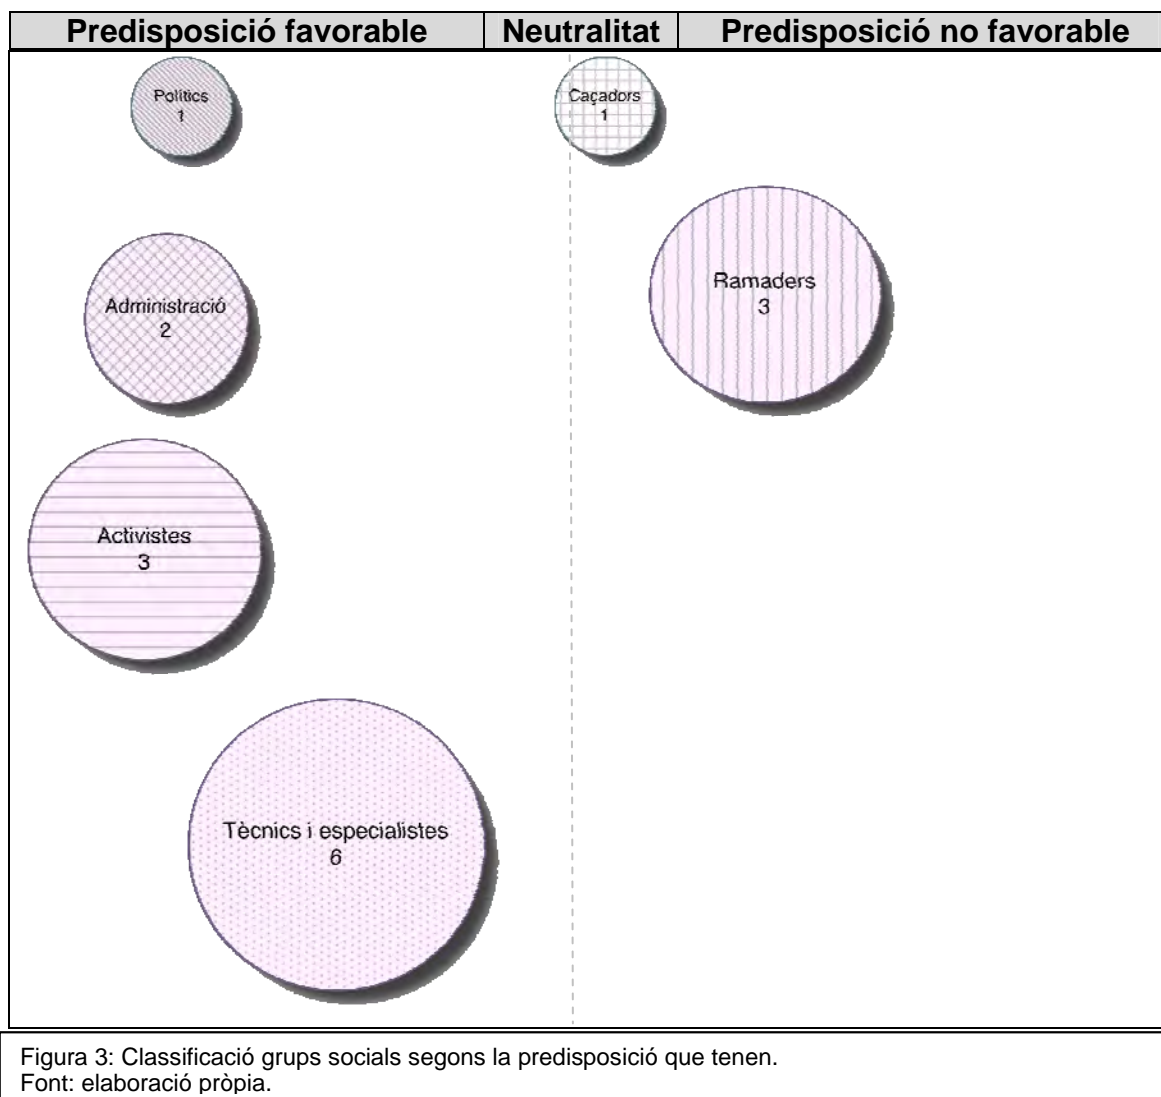 Predisposició favorable Neutralitat Predisposició no favorable
Polítics
1
Caçadors
1
Ramaders
3
Administració
2
Activistes
3
Tècnics i especialistes
6
Figura 3: Classificació grups socials segons la predisposició que tenen.
Font: elaboració pròpia.